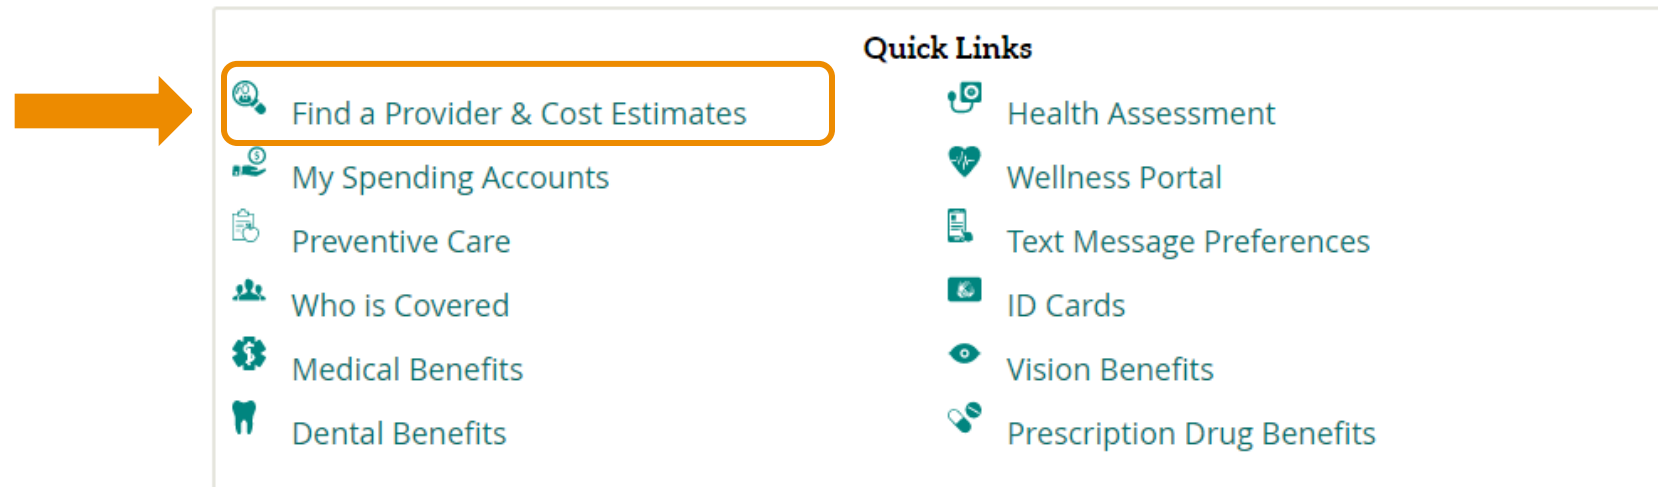 Quick Links
Find a Provider & Cost Estimates
My Spending Accounts
Preventive Care
Who is Covered
Medical Benefits
Dental Benefits
Health Assessment
Wellness Portal
Text Message Preferences
ID Cards
Vision Benefits
Prescription Drug Benefits